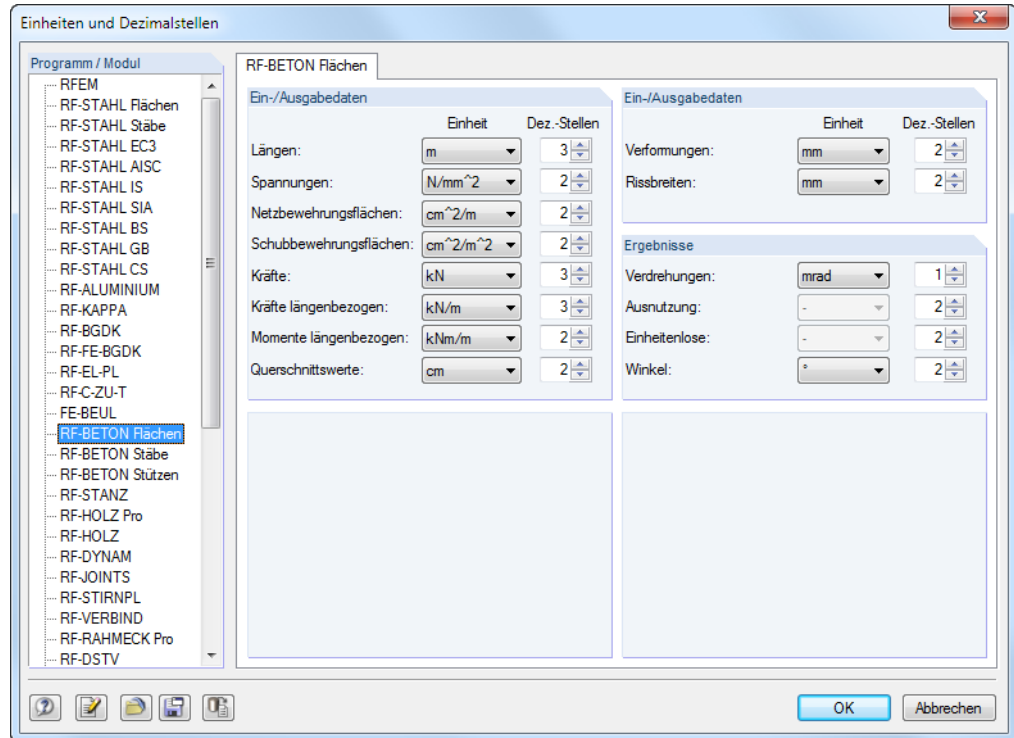 Einheiten und Dezimalstellen
Programm / Modul
RFEM
RF-STAHL Flächen
RF-STAHL Stäbe
RF-STAHL EC3
RF-STAHL AISC
RF-STAHL IS
RF-STAHL SIA
RF-STAHL BS
RF-STAHL GB
RF-STAHL CS
RF-ALUMINIUM
RF-KAPPA
RF-BGDK
RF-FE-BGDK
RF-EL-PL
RF-C-ZU-T
FE-BEUL
RF-BETON Flächen
RF-BETON Stäbe
RF-BETON Stützen
RF-STANZ
RF-HOLZ Pro
RF-HOLZ
RF-DYNAM
RF-JOINTS
RF-STIRNPL
RF-VERBIND
RF-RAHMECK Pro
RF-DSTV
RF-BETON Flächen
Ein-/Ausgabedaten
Einheit Dez.-Stellen
Längen: m 3
Spannungen: N/mm^2 2
Netzbewehrungsflächen: cm^2/m 2
Schubbewehrungsflächen: cm^2/m^2 2
Kräfte: kN 3
Kräfte längenbezogen: kN/m 3
Momente längenbezogen: kNm/m 2
Querschnittswerte: cm 2
Ein-/Ausgabedaten
Einheit Dez.-Stellen
Verformungen: mm 2
Rissbreiten: mm 2
Ergebnisse
Verdrehungen: mrad 1
Ausnutzung: - 2
Einheitenlose: - 2
Winkel: ° 2
OK Abbrechen